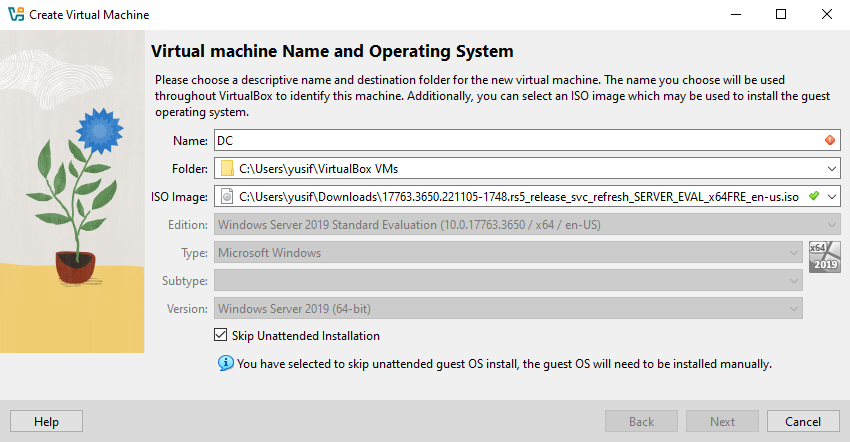 Create Virtual Machine
Virtual machine Name and Operating System
Please choose a descriptive name and destination folder for the new virtual machine. The name you choose will be used
throughout VirtualBox to identify this machine. Additionally, you can select an ISO image which may be used to install the guest
operating system.
Name: DC
Folder: C:\Users\yusif\VirtualBox VMs
ISO Image: C:\Users\yusif\Downloads\17763.3650.221105-1748.rs5_release_svc_refresh_SERVER_EVAL_x64FRE_en-us.iso
Edition: Windows Server 2019 Standard Evaluation (10.0.17763.3650 / x64 / en-US)
Type: Microsoft Windows
x64
2019
Subtype:
Version: Windows Server 2019 (64-bit)
Skip Unattended Installation
You have selected to skip unattended guest OS install, the guest OS will need to be installed manually.
Help Back Next Cancel